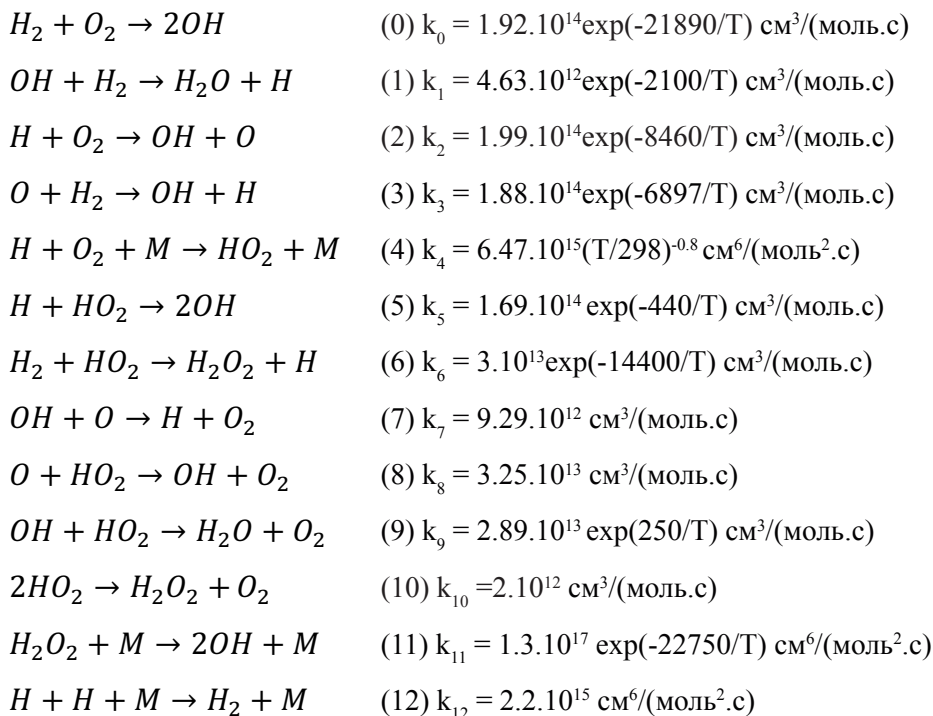 H₂ + O₂ → 2OH (0) k₀ = 1.92.10¹⁴exp(-21890/T) см³/(моль.с)
OH + H₂ → H₂O + H (1) k₁ = 4.63.10¹²exp(-2100/T) см³/(моль.с)
H + O₂ → OH + O (2) k₂ = 1.99.10¹⁴exp(-8460/T) см³/(моль.с)
O + H₂ → OH + H (3) k₃ = 1.88.10¹⁴exp(-6897/T) см³/(моль.с)
H + O₂ + M → HO₂ + M (4) k₄ = 6.47.10¹⁵(T/298)⁻⁰·⁸ см⁶/(моль².с)
H + HO₂ → 2OH (5) k₅ = 1.69.10¹⁴ exp(-440/T) см³/(моль.с)
H₂ + HO₂ → H₂O₂ + H (6) k₆ = 3.10¹³exp(-14400/T) см³/(моль.с)
OH + O → H + O₂ (7) k₇ = 9.29.10¹² см³/(моль.с)
O + HO₂ → OH + O₂ (8) k₈ = 3.25.10¹³ см³/(моль.с)
OH + HO₂ → H₂O + O₂ (9) k₉ = 2.89.10¹³ exp(250/T) см³/(моль.с)
2HO₂ → H₂O₂ + O₂ (10) k₁₀ =2.10¹² см³/(моль.с)
H₂O₂ + M → 2OH + M (11) k₁₁ = 1.3.10¹⁷ exp(-22750/T) см⁶/(моль².с)
H + H + M → H₂ + M (12) k₁₂ = 2.2.10¹⁵ см⁶/(моль².с)